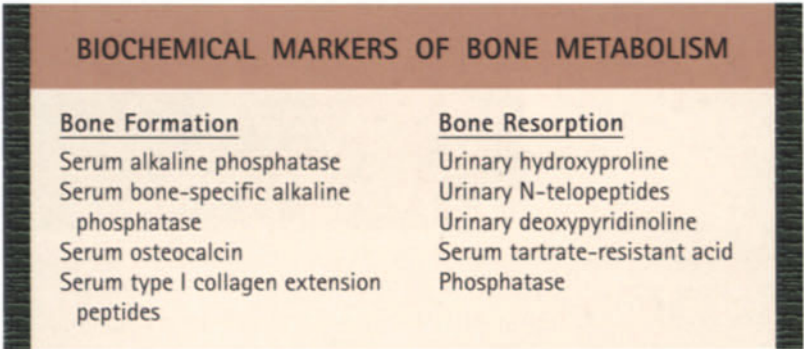 BIOCHEMICAL MARKERS OF BONE METABOLISM
Bone Formation
Serum alkaline phosphatase
Serum bone-specific alkaline
phosphatase
Serum osteocalcin
Serum type I collagen extension
peptides
Bone Resorption
Urinary hydroxyproline
Urinary N-telopeptides
Urinary deoxypyridinoline
Serum tartrate-resistant acid
Phosphatase